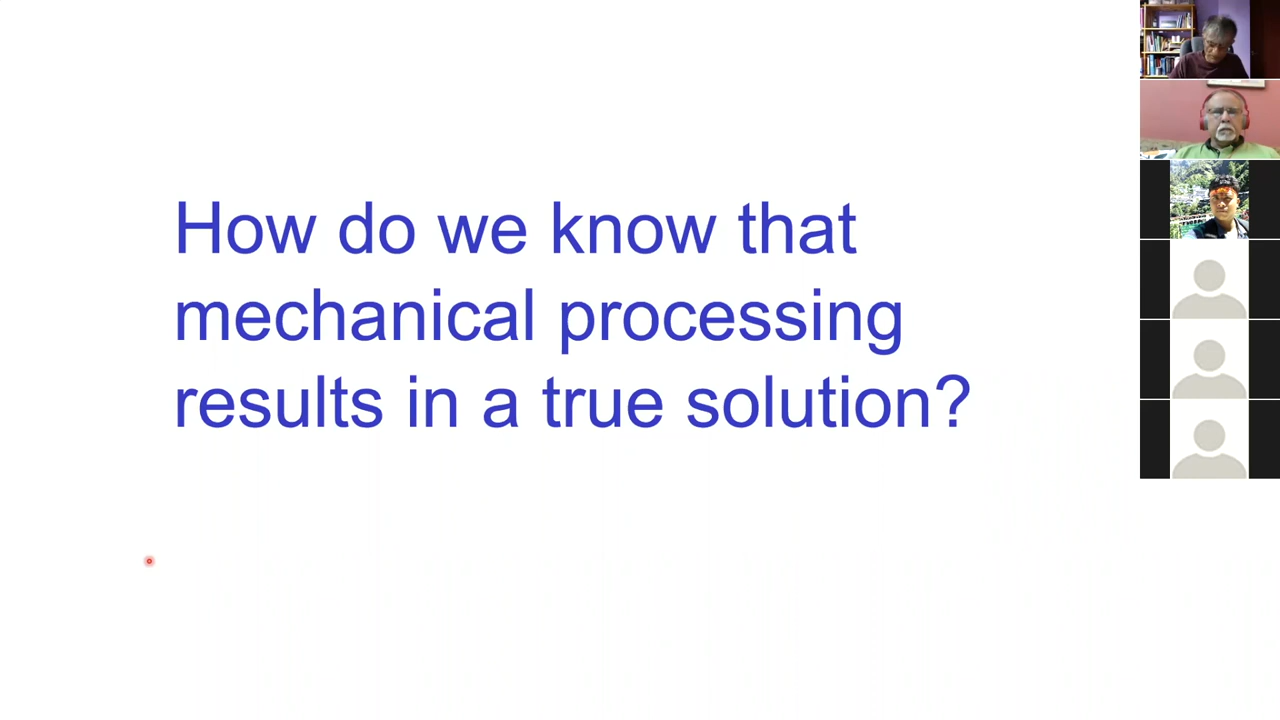 How do we know that
mechanical processing
results in a true solution?